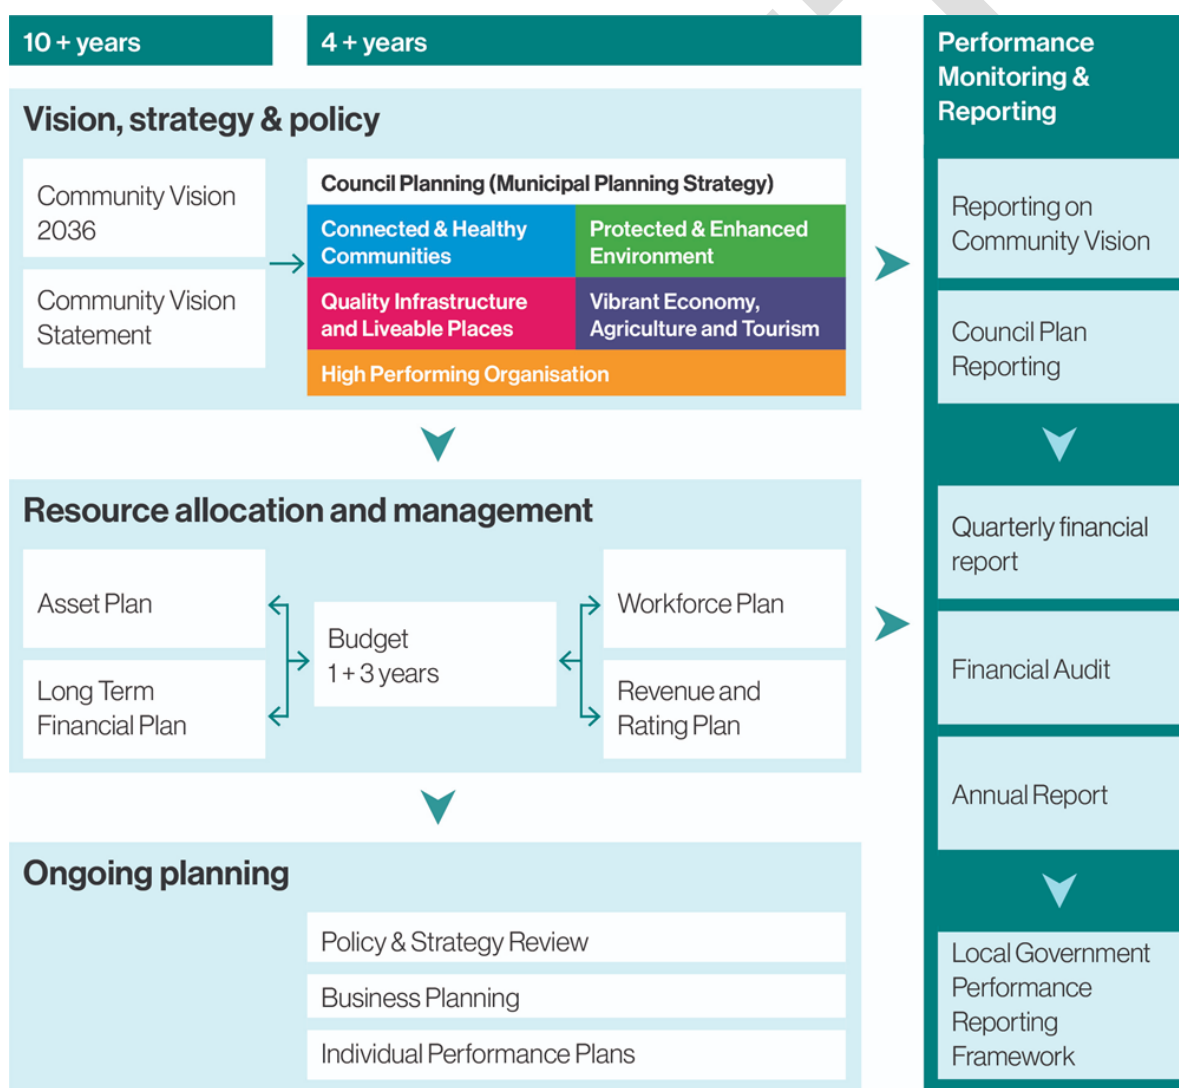 10 + years
4 + years
Vision, strategy & policy
Community Vision
2036
Community Vision
Statement
Council Planning (Municipal Planning Strategy)
Connected & Healthy
Communities
Protected & Enhanced
Environment
Quality Infrastructure
and Liveable Places
Vibrant Economy,
Agriculture and Tourism
High Performing Organisation
Resource allocation and management
Asset Plan
Long Term
Financial Plan
Budget
1 + 3 years
Workforce Plan
Revenue and
Rating Plan
Ongoing planning
Policy & Strategy Review
Business Planning
Individual Performance Plans
Performance
Monitoring &
Reporting
Reporting on
Community Vision
Council Plan
Reporting
Quarterly financial
report
Financial Audit
Annual Report
Local Government
Performance
Reporting
Framework